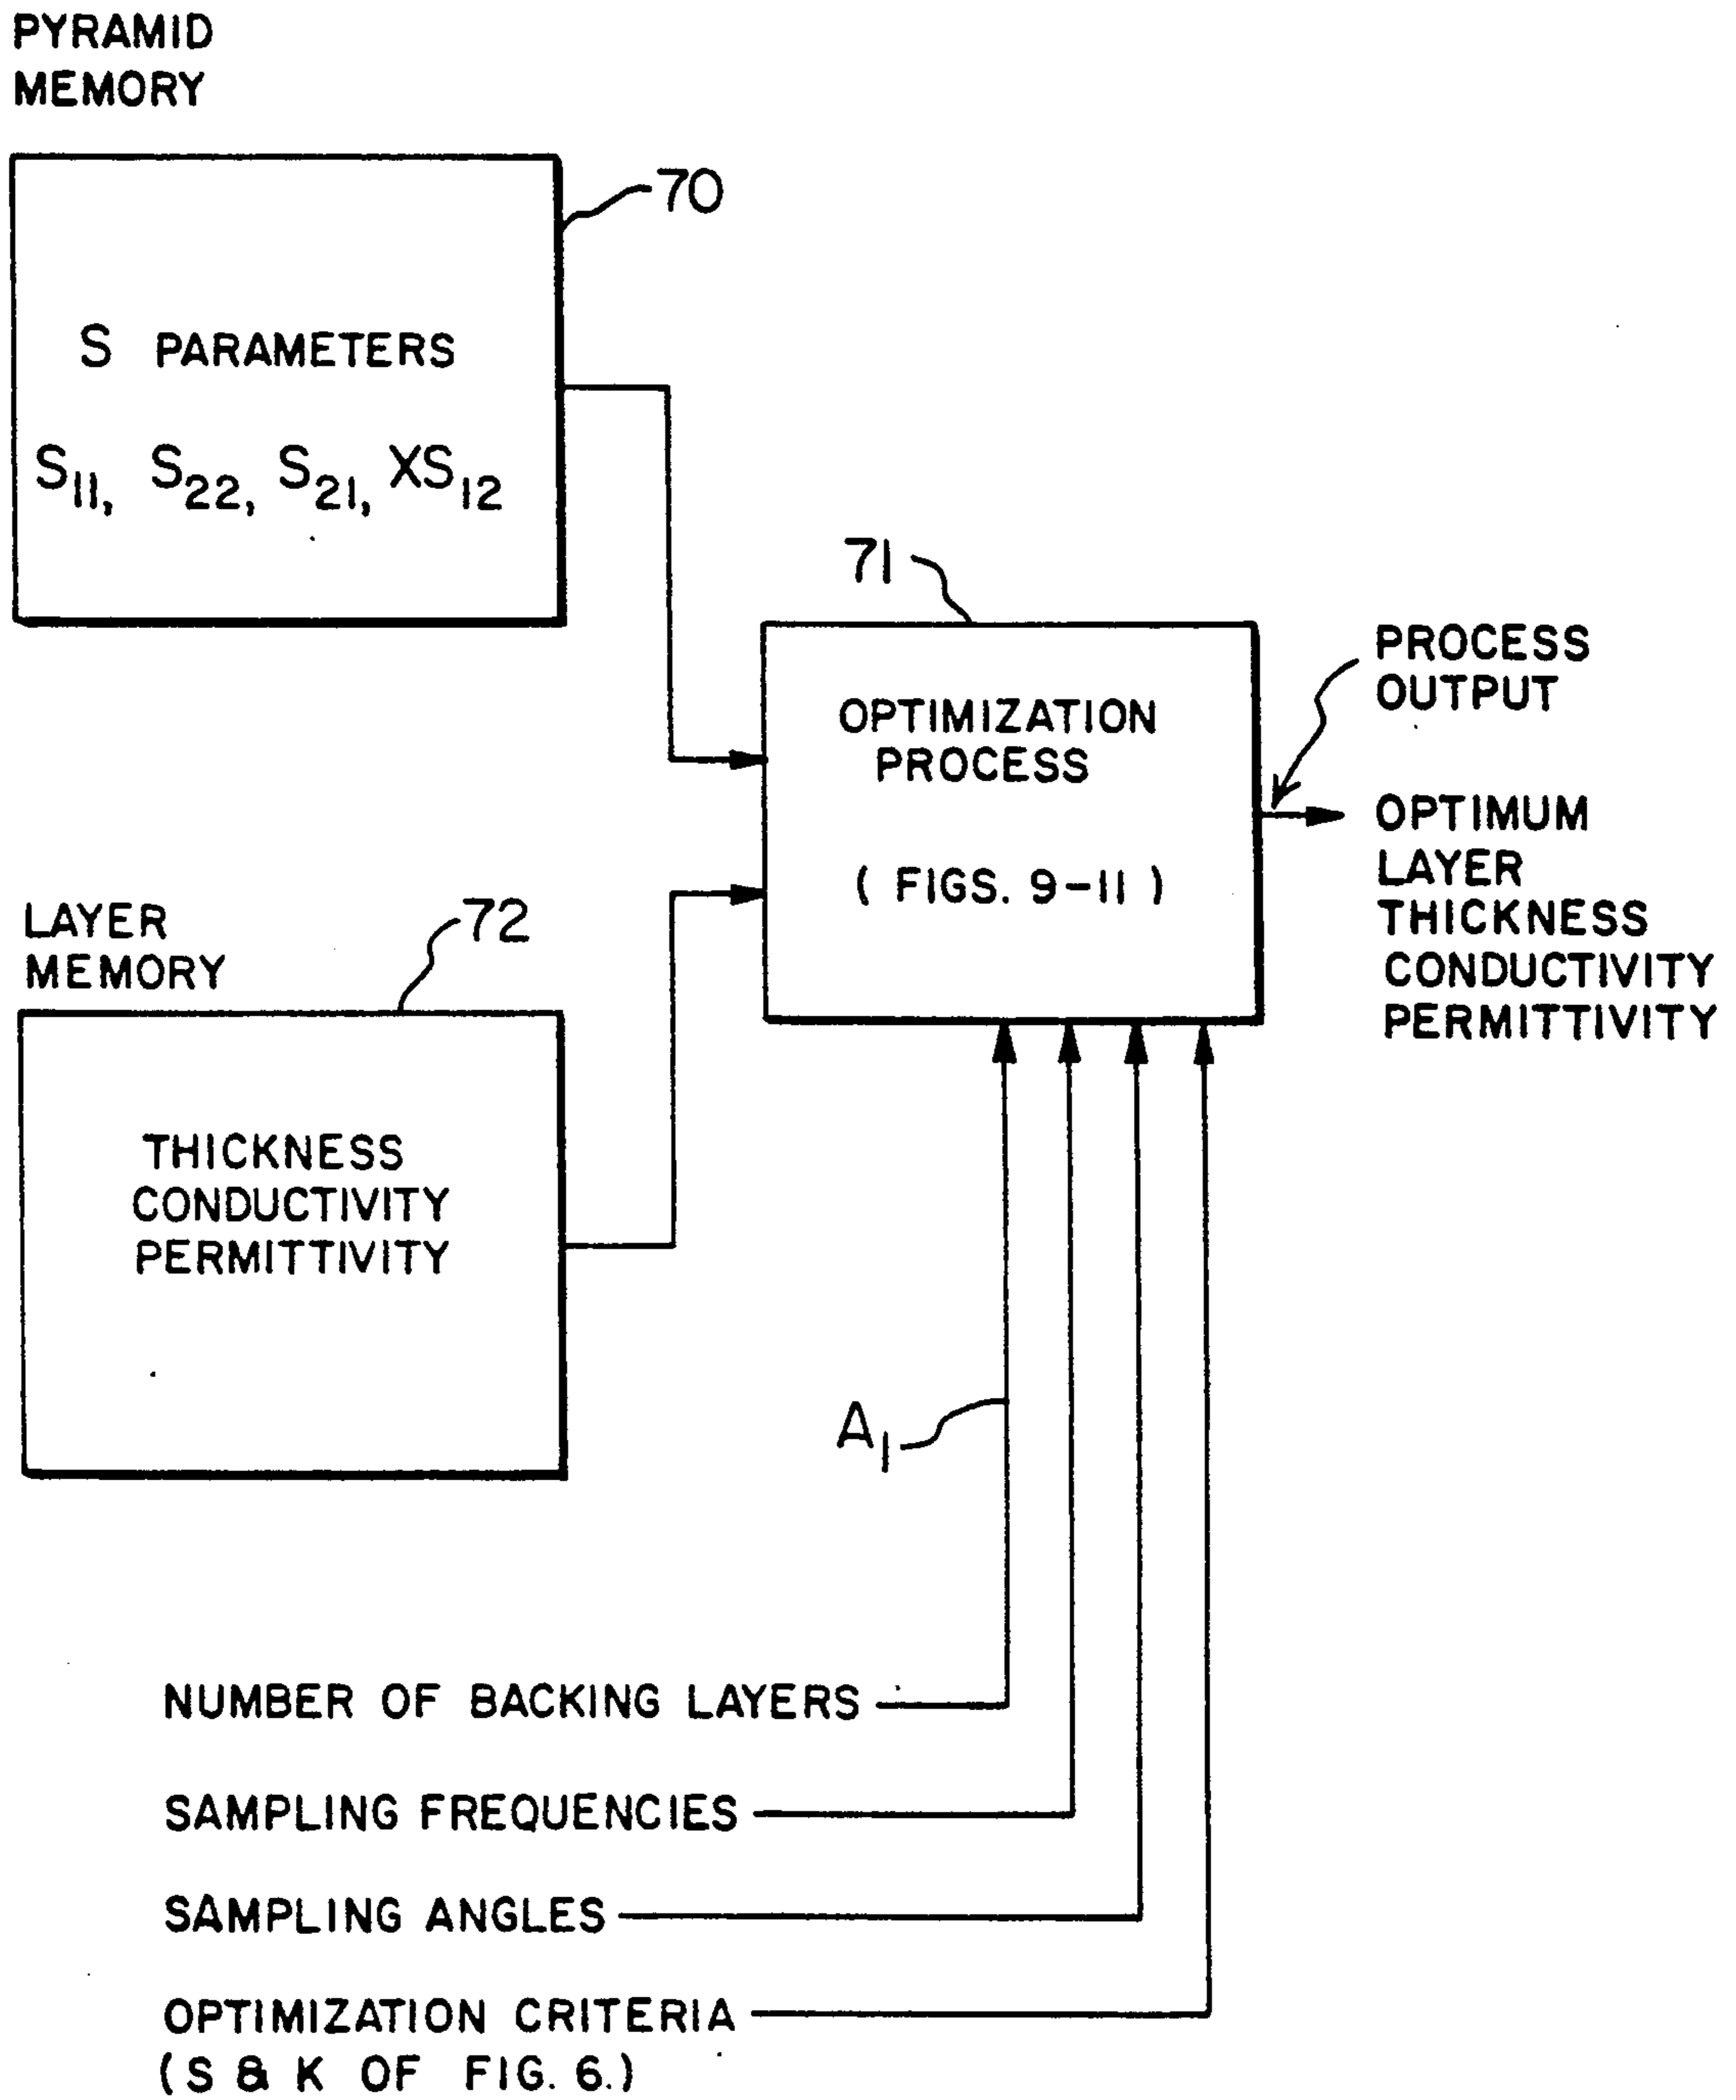 PYRAMID
MEMORY
70
S PARAMETERS
S11, S22, S21, XS12
71
OPTIMIZATION
PROCESS
( FIGS. 9-11 )
PROCESS
OUTPUT
OPTIMUM
LAYER
THICKNESS
CONDUCTIVITY
PERMITTIVITY
LAYER
MEMORY
72
THICKNESS
CONDUCTIVITY
PERMITTIVITY
A1
NUMBER OF BACKING LAYERS
SAMPLING FREQUENCIES
SAMPLING ANGLES
OPTIMIZATION CRITERIA
(S & K OF FIG. 6.)